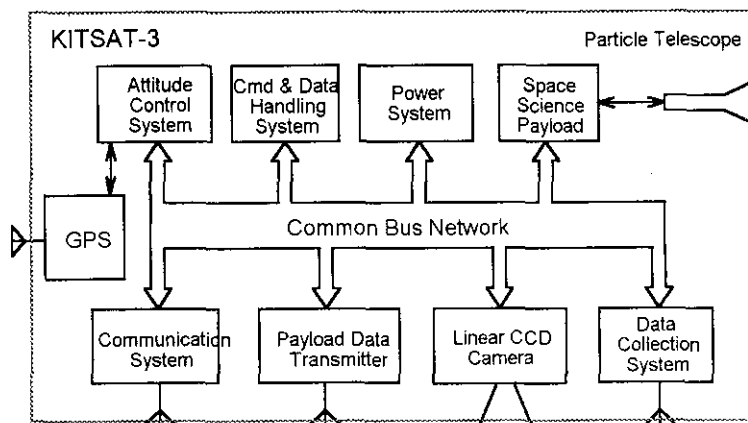 KITSAT-3
Particle Telescope
Attitude
Control
System
Cmd & Data
Handling
System
Power
System
Space
Science
Payload
GPS
Common Bus Network
Communication
System
Payload Data
Transmitter
Linear CCD
Camera
Data
Collection
System